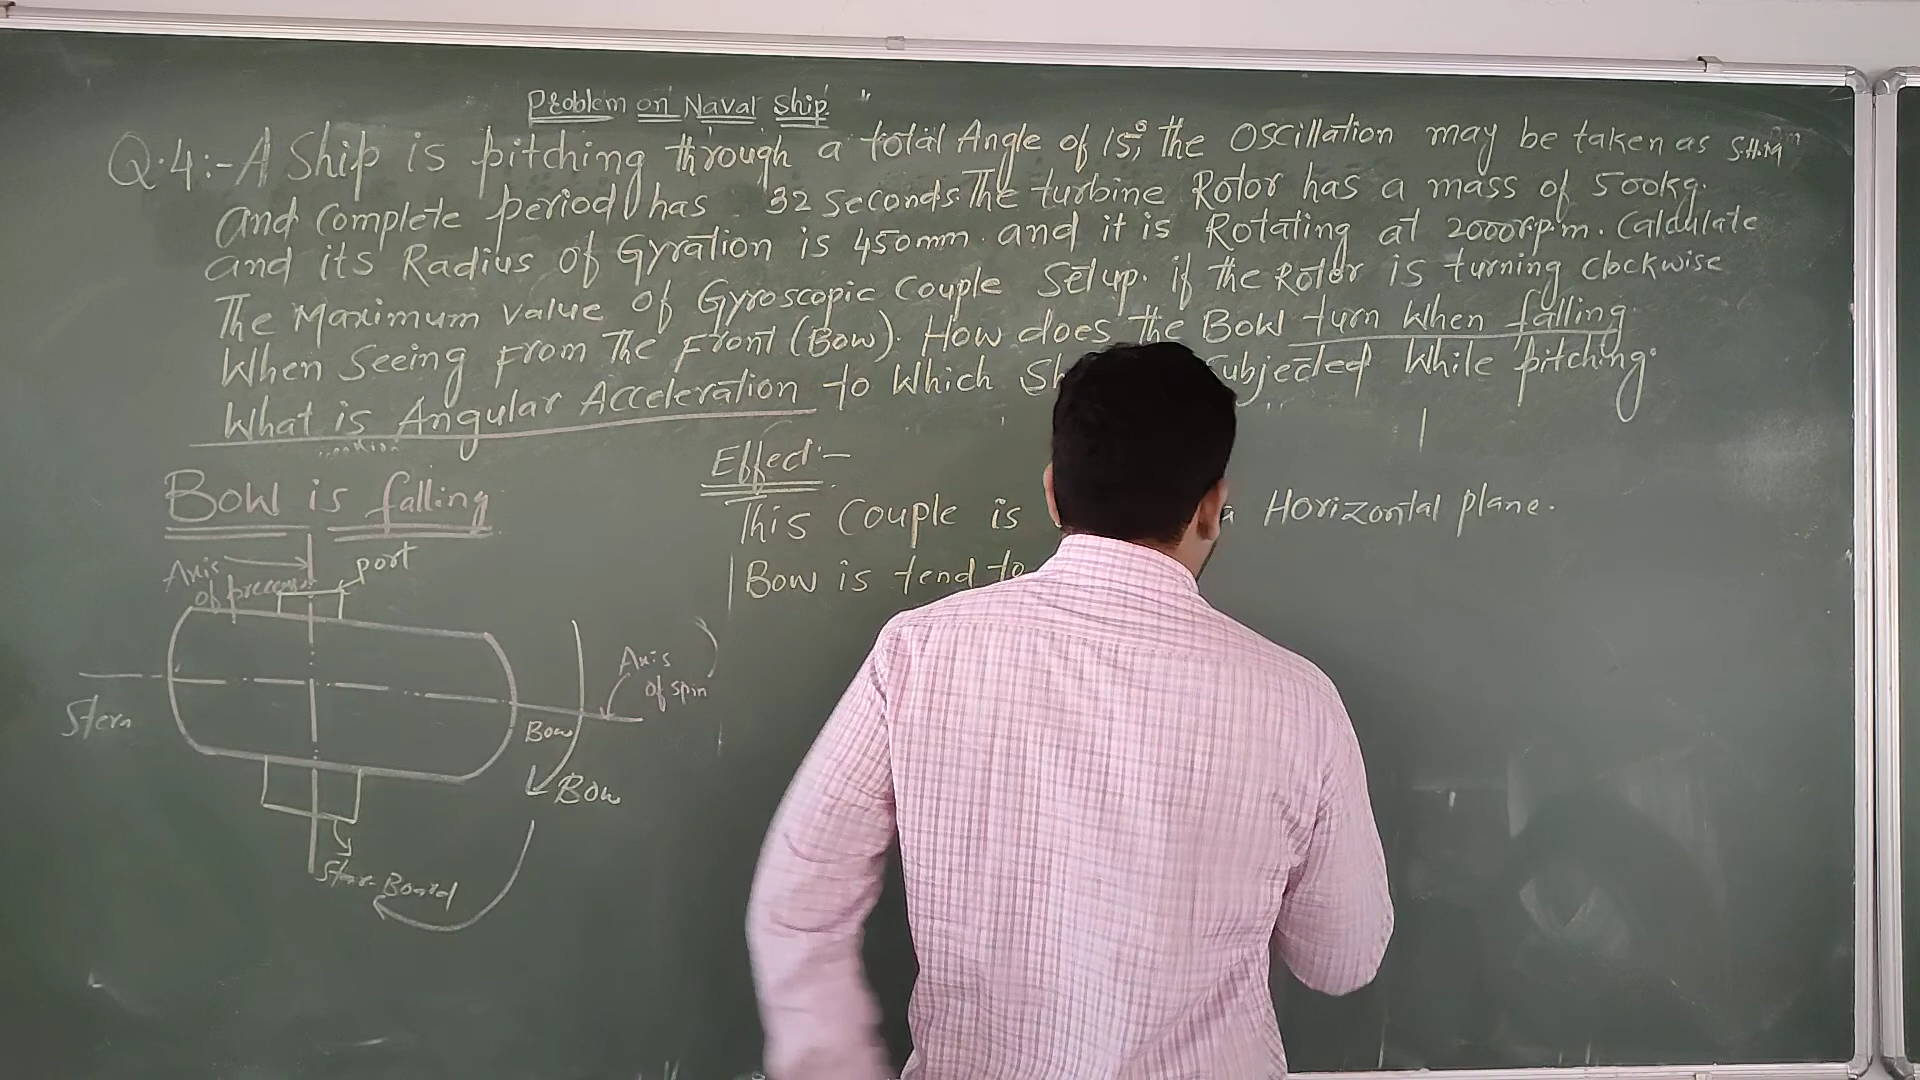 Problem on Naval Ship "
Q.4:- A Ship is pitching through a total Angle of 15°, the Oscillation may be taken as S.H.M
and Complete period has 32 seconds. The turbine Rotor has a mass of 500kg.
and its Radius of Gyration is 450mm. and it is Rotating at 2000r.p.m. Caldulate
The Maximum value of Gyroscopic Couple Setup. if the Rotor is turning Clockwise
When Seeing From The Front (Bow). How does the Bow turn when falling.
What is Angular Acceleration to Which Sh ubjected While pitching.
Effect:-
This Couple is Horizontal plane.
Bow is tend to
Bow is falling
Axis
of
port
Stern
Axis
of spin
Bow
Bow
Star-Board